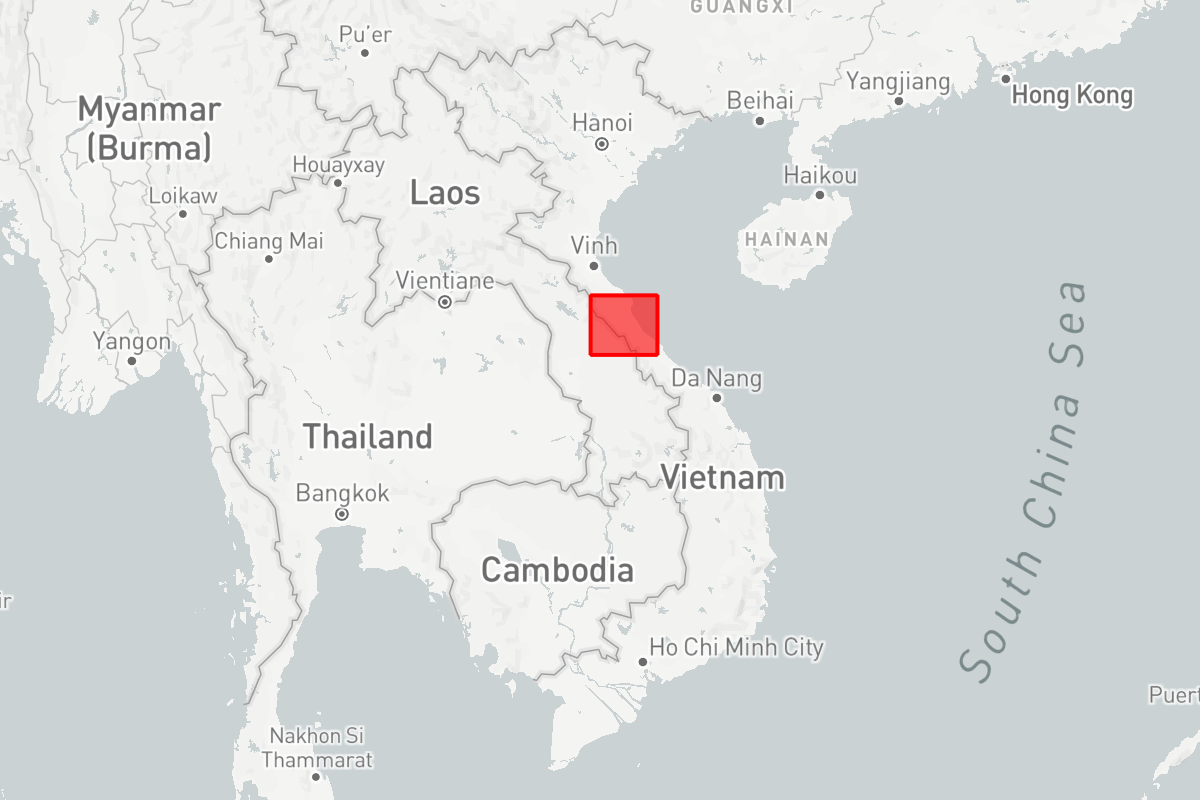 GUANGXI
Pu'er
Yangjiang
Myanmar
(Burma)
Beihai
Hong Kong
Hanoi
Houayxay
Haikou
Loikaw
Laos
Chiang Mai
Vinh
HAINAN
Vientiane
Yangon
Da Nang
Thailand
South China Sea
Vietnam
Bangkok
Cambodia
ir
Ho Chi Minh City
Puert
Nakhon Si
Thammarat